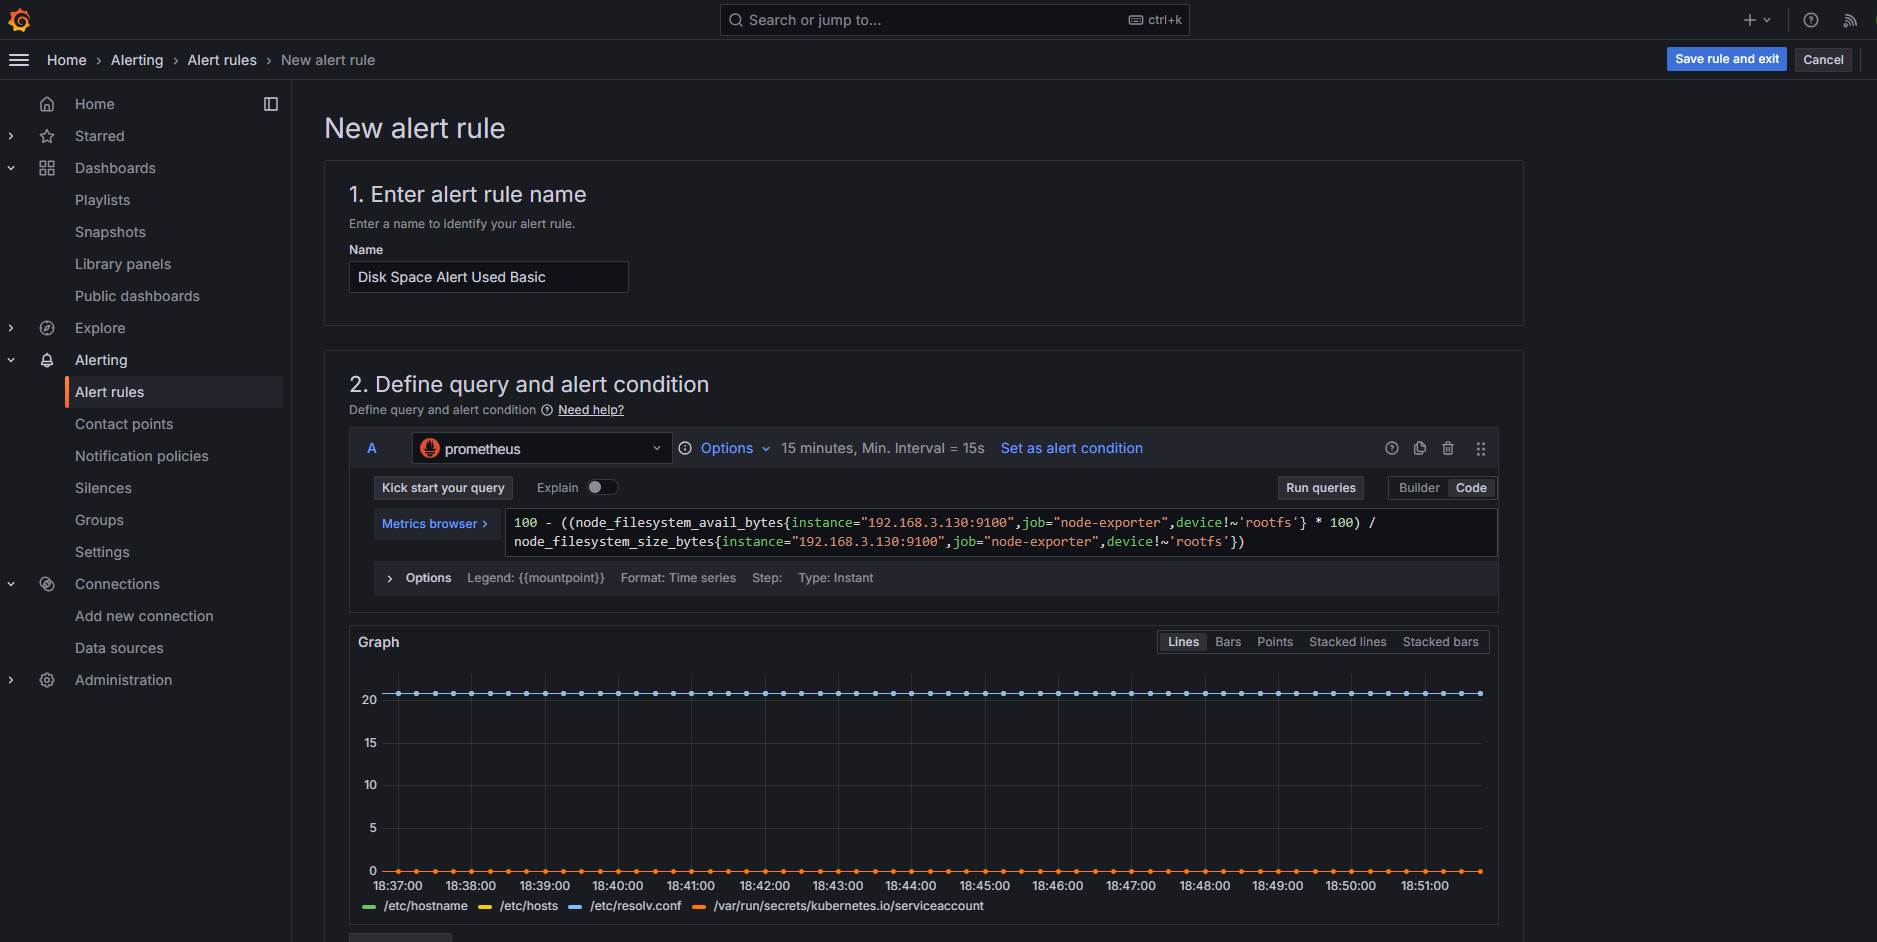 Search or jump to...
ctrl+k
Home › Alerting › Alert rules › New alert rule
Save rule and exit
Cancel
Home
Starred
Dashboards
Playlists
Snapshots
Library panels
Public dashboards
Explore
Alerting
Alert rules
Contact points
Notification policies
Silences
Groups
Settings
Connections
Add new connection
Data sources
Administration
New alert rule
1. Enter alert rule name
Enter a name to identify your alert rule.
Name
Disk Space Alert Used Basic
2. Define query and alert condition
Define query and alert condition Need help?
A prometheus Options 15 minutes, Min. Interval = 15s Set as alert condition
Kick start your query Explain Run queries Builder Code
Metrics browser ›
100 - ((node_filesystem_avail_bytes{instance="192.168.3.130:9100",job="node-exporter",device!~'rootfs'} * 100) /
node_filesystem_size_bytes{instance="192.168.3.130:9100",job="node-exporter",device!~'rootfs'})
Options Legend: {{mountpoint}} Format: Time series Step: Type: Instant
Graph
Lines Bars Points Stacked lines Stacked bars
20
15
10
5
0
18:37:00 18:38:00 18:39:00 18:40:00 18:41:00 18:42:00 18:43:00 18:44:00 18:45:00 18:46:00 18:47:00 18:48:00 18:49:00 18:50:00 18:51:00
/etc/hostname /etc/hosts /etc/resolv.conf /var/run/secrets/kubernetes.io/serviceaccount